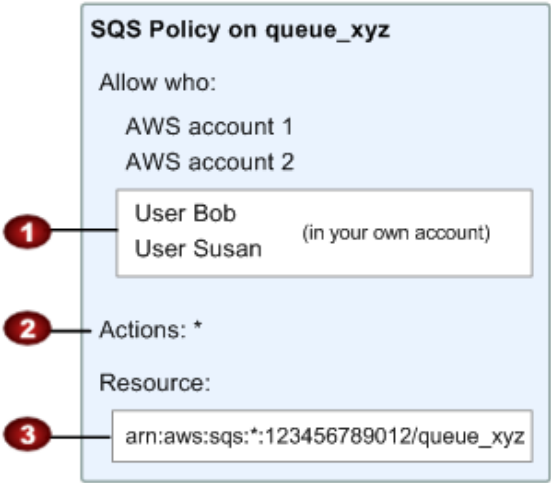 SQS Policy on queue_xyz
Allow who:
AWS account 1
AWS account 2
1
User Bob
User Susan
(in your own account)
2
Actions: *
Resource:
3
arn:aws:sqs:*:123456789012/queue_xyz